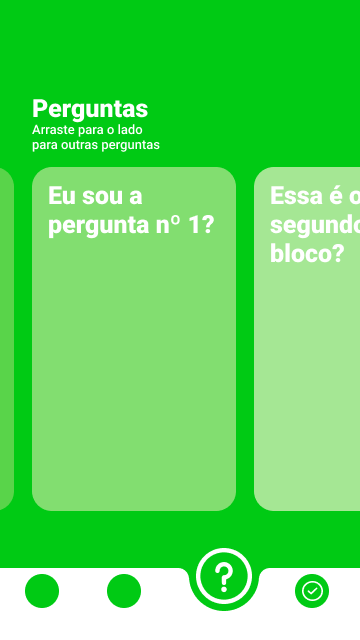 Perguntas
Arraste para o lado
para outras perguntas
Eu sou a
pergunta nº 1?
Essa é o
segundo
bloco?
?